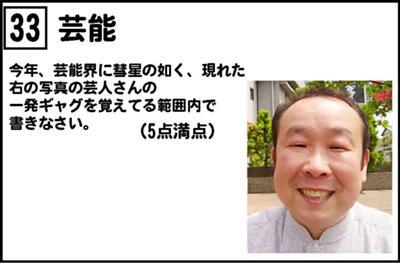 33 芸能
今年、芸能界に彗星の如く、現れた
右の写真の芸人さんの
一発ギャグを覚えてる範囲内で
書きなさい。
(5点満点)